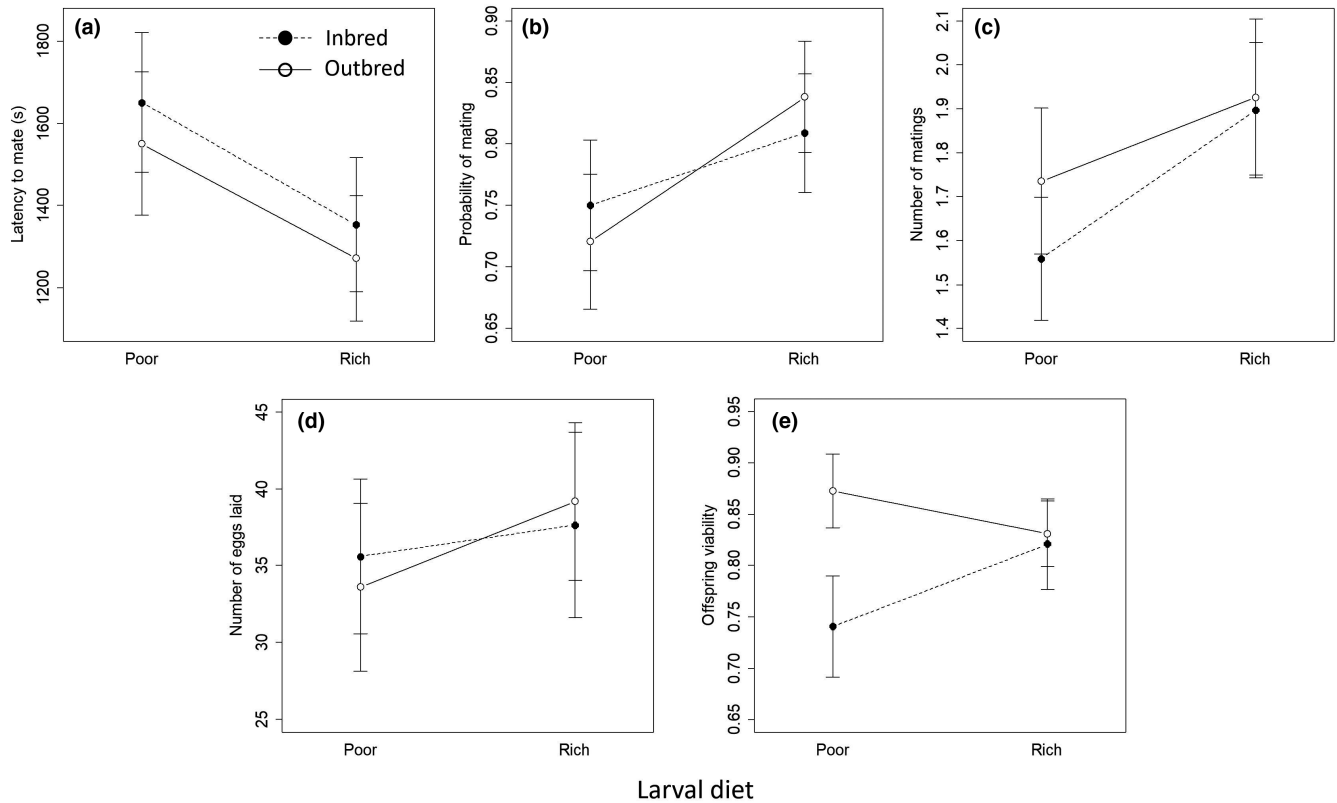 (a)
Inbred
Outbred
Latency to mate (s)
1800
1600
1400
1200
Poor
Rich
(b)
Probability of mating
0.90
0.85
0.80
0.75
0.70
0.65
Poor
Rich
(c)
Number of matings
2.1
2.0
1.9
1.8
1.7
1.6
1.5
1.4
Poor
Rich
(d)
Number of eggs laid
45
40
35
30
25
Poor
Rich
(e)
Offspring viability
0.95
0.90
0.85
0.80
0.75
0.70
0.65
Poor
Rich
Larval diet